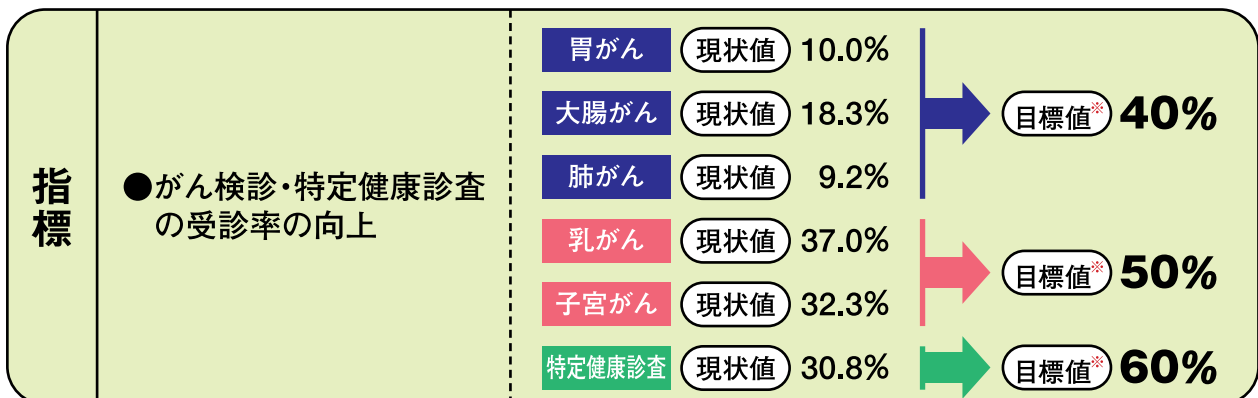 指標
●がん検診・特定健康診査
の受診率の向上
胃がん 現状値 10.0%
大腸がん 現状値 18.3%
肺がん 現状値 9.2%
目標値※ 40%
乳がん 現状値 37.0%
子宮がん 現状値 32.3%
目標値※ 50%
特定健康診査 現状値 30.8%
目標値※ 60%